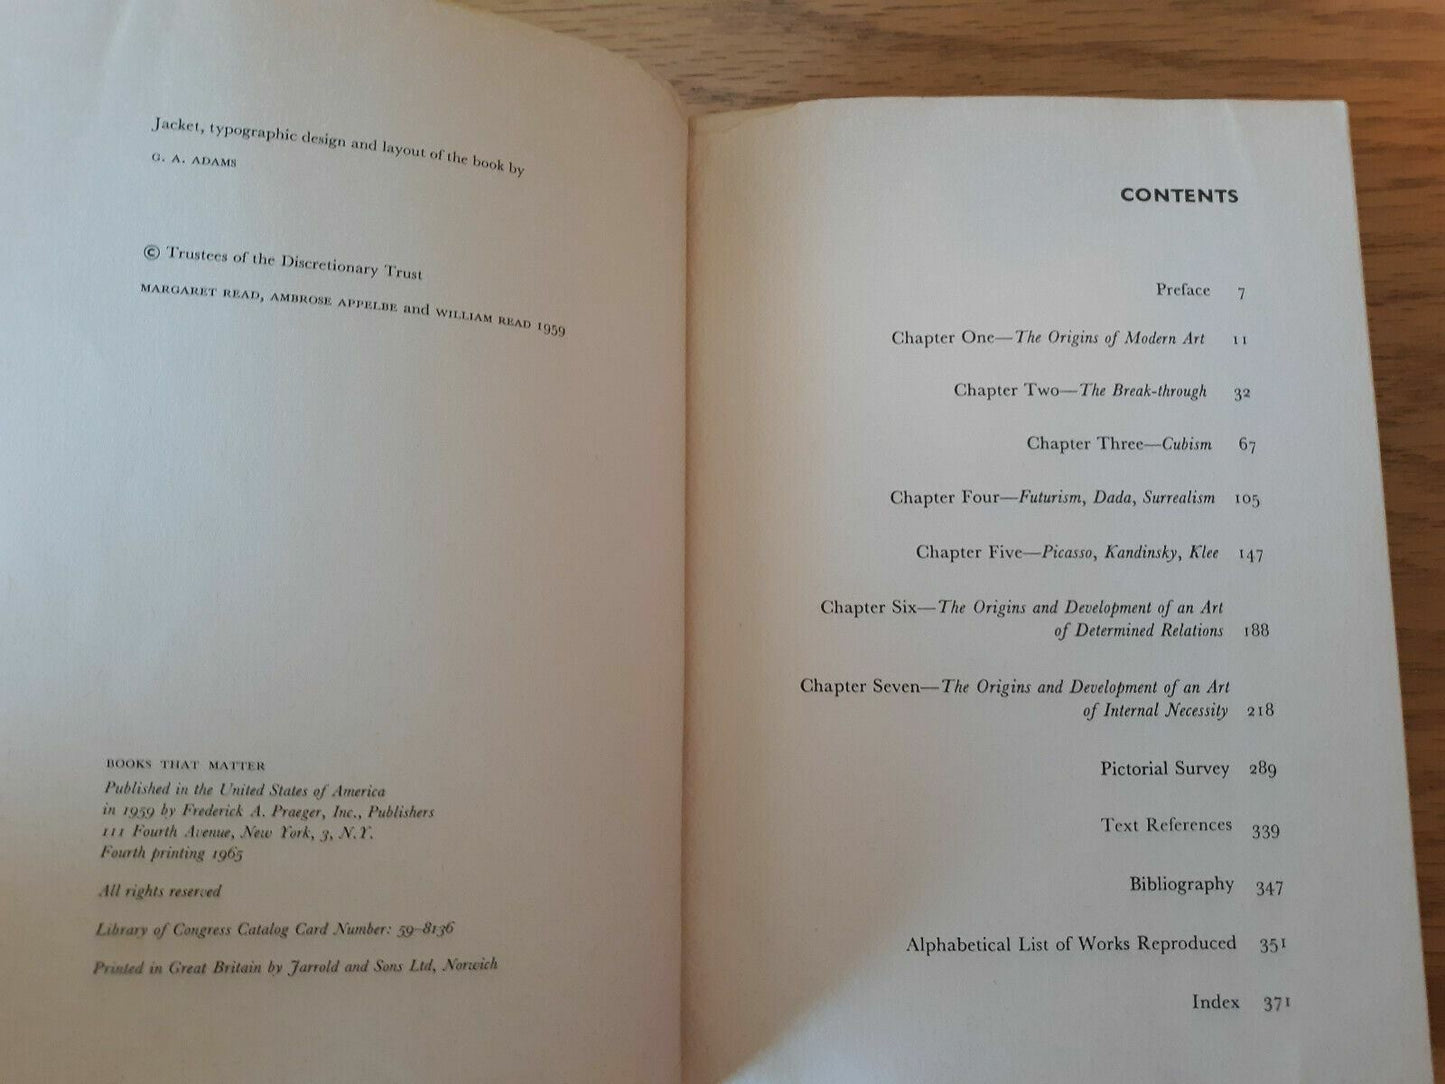 Jacket, typographic design and layout of the book by
G. A. ADAMS
© Trustees of the Discretionary Trust
MARGARET READ, AMBROSE APPELBE and WILLIAM READ 1959
BOOKS THAT MATTER
Published in the United States of America
in 1959 by Frederick A. Praeger, Inc., Publishers
111 Fourth Avenue, New York, 3, N.Y.
Fourth printing 1965
All rights reserved
Library of Congress Catalog Card Number: 59–8136
Printed in Great Britain by Jarrold and Sons Ltd, Norwich
CONTENTS
Preface 7
Chapter One—The Origins of Modern Art 11
Chapter Two—The Break-through 32
Chapter Three—Cubism 67
Chapter Four—Futurism, Dada, Surrealism 105
Chapter Five—Picasso, Kandinsky, Klee 147
Chapter Six—The Origins and Development of an Art
of Determined Relations 188
Chapter Seven—The Origins and Development of an Art
of Internal Necessity 218
Pictorial Survey 289
Text References 339
Bibliography 347
Alphabetical List of Works Reproduced 351
Index 371